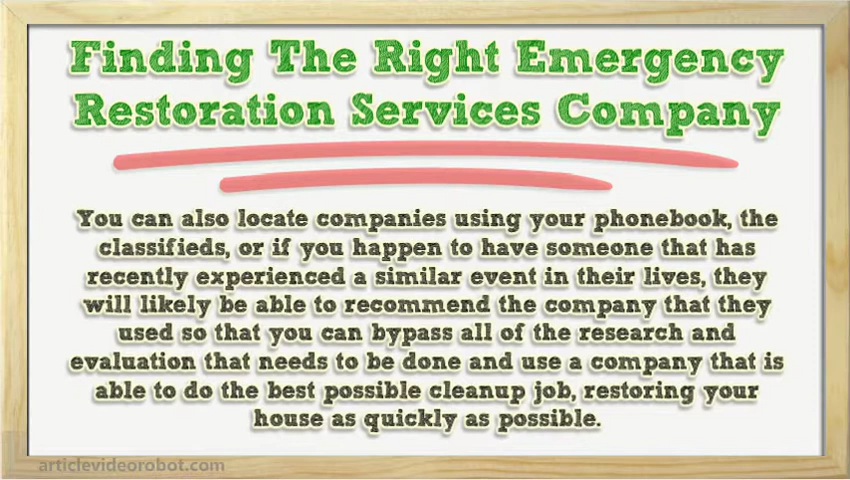 Finding The Right Emergency
Restoration Services Company
You can also locate companies using your phonebook, the
classifieds, or if you happen to have someone that has
recently experienced a similar event in their lives, they
will likely be able to recommend the company that they
used so that you can bypass all of the research and
evaluation that needs to be done and use a company that is
able to do the best possible cleanup job, restoring your
house as quickly as possible.
articlevideorobot.com